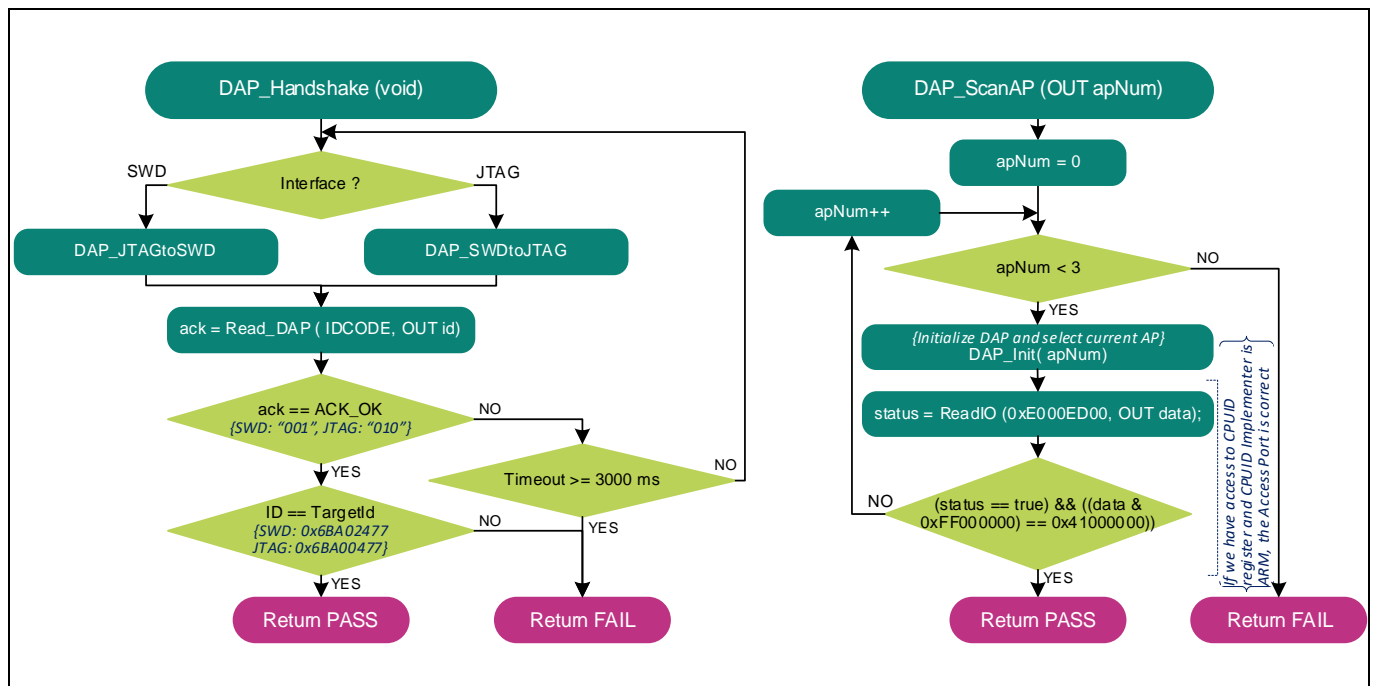 DAP_Handshake (void)
SWD
Interface ?
JTAG
DAP_JTAGtoSWD
DAP_SWDtoJTAG
ack = Read_DAP ( IDCODE, OUT id)
ack == ACK_OK
{SWD: “001”, JTAG: “010”}
NO
YES
Timeout >= 3000 ms
NO
ID == TargetId
{SWD: 0x6BA02477
JTAG: 0x6BA00477}
NO
YES
YES
Return PASS
Return FAIL
DAP_ScanAP (OUT apNum)
apNum = 0
apNum++
apNum < 3
NO
YES
{Initialize DAP and select current AP}
DAP_Init( apNum)
status = ReadIO (0xE000ED00, OUT data);
NO
(status == true) && ((data &
0xFF000000) == 0x41000000))
YES
If we have access to CPUID
register and CPUID Implementer is
ARM, the Access Port is correct
Return PASS
Return FAIL